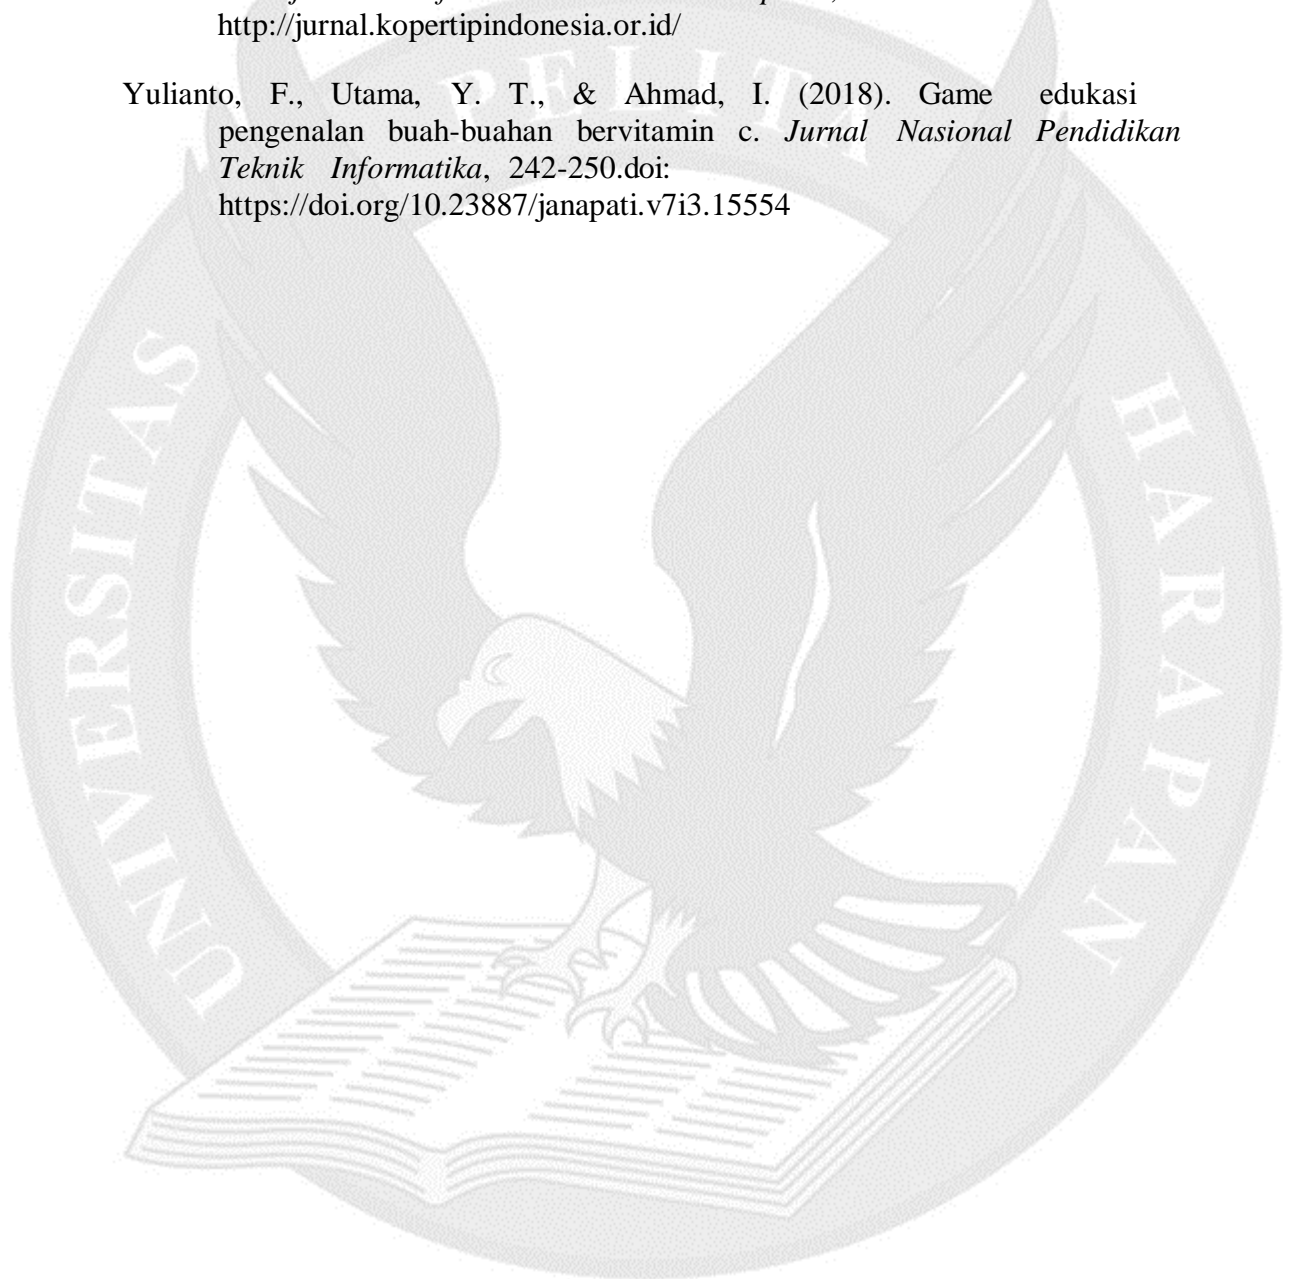 http://jurnal.kopertipindonesia.or.id/
Yulianto, F., Utama, Y. T., & Ahmad, I. (2018). Game edukasi
pengenalan buah-buahan bervitamin c. Jurnal Nasional Pendidikan
Teknik Informatika, 242-250.doi:
https://doi.org/10.23887/janapati.v7i3.15554
UNIVERSITAS
PELITA
HARAPAN